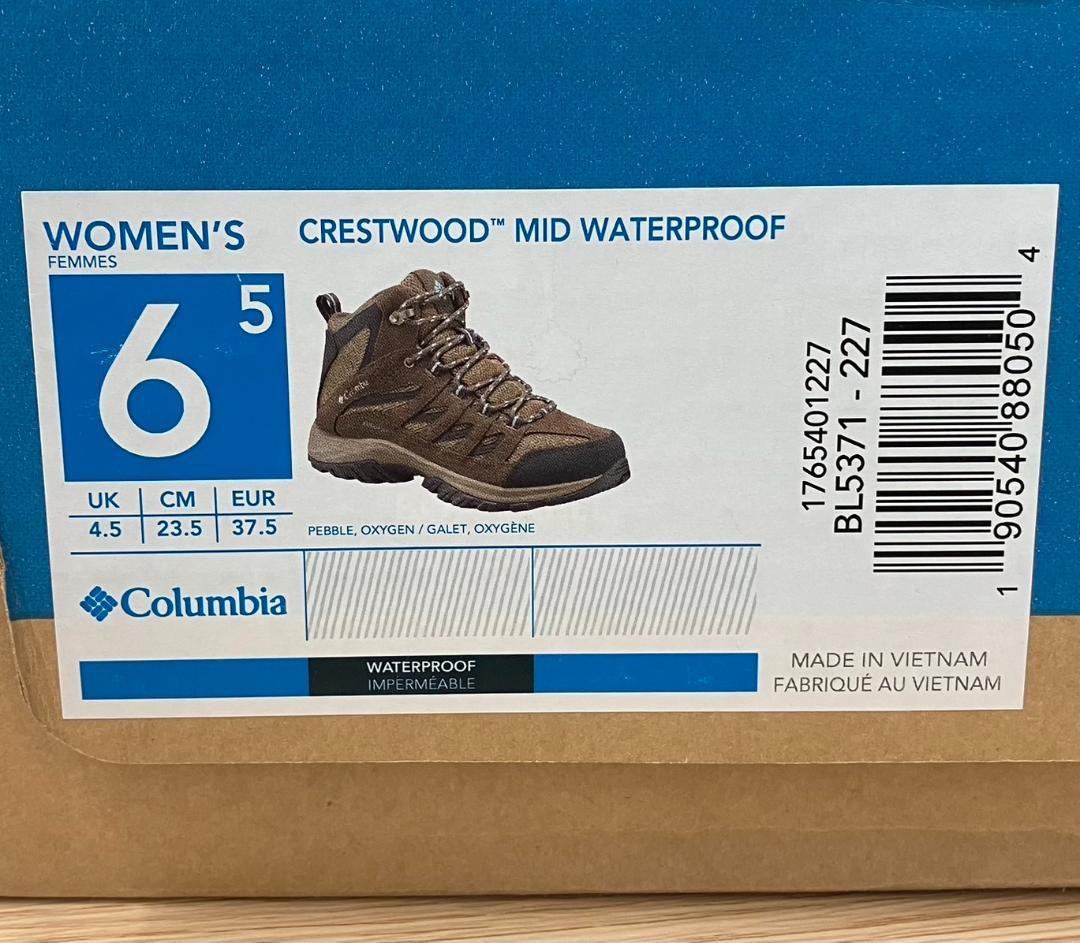 WOMEN'S
FEMMES
6 5
UK CM EUR
4.5 23.5 37.5
CRESTWOOD™ MID WATERPROOF
Columbia
PEBBLE, OXYGEN / GALET, OXYGÈNE
Columbia
WATERPROOF
IMPERMÉABLE
1765401227
BL5371 - 227
1 90540 88050 4
MADE IN VIETNAM
FABRIQUÉ AU VIETNAM